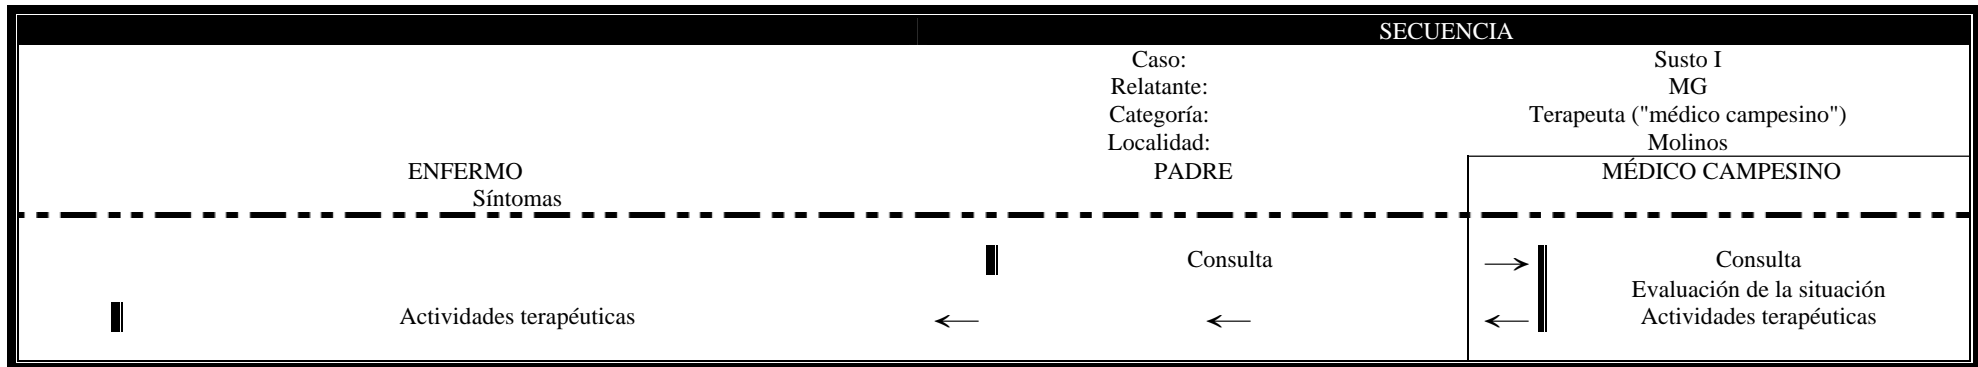 SECUENCIA
Caso: Susto I
Relatante: MG
Categoría: Terapeuta ("médico campesino")
Localidad: Molinos
ENFERMO PADRE MÉDICO CAMPESINO
Síntomas
Consulta Consulta
Evaluación de la situación
Actividades terapéuticas Actividades terapéuticas